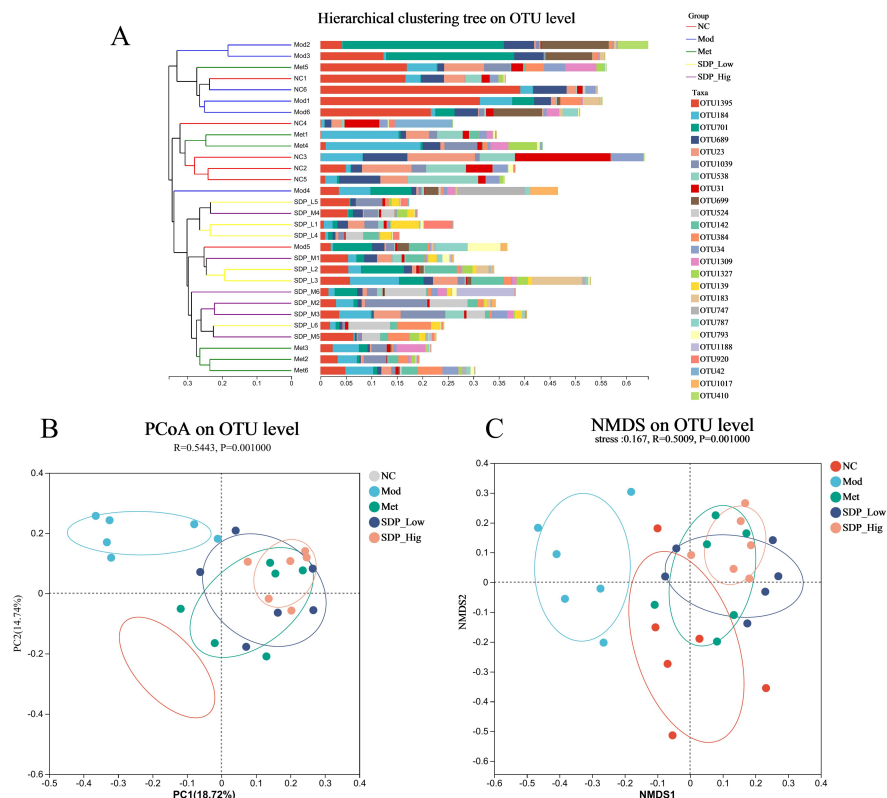 A
Hierarchical clustering tree on OTU level
Group
NC
Mod
Met
SDP_Low
SDP_Hig
Taxa
OTU1395
OTU184
OTU701
OTU689
OTU23
OTU1039
OTU538
OTU31
OTU699
OTU524
OTU142
OTU384
OTU34
OTU1309
OTU1327
OTU139
OTU183
OTU747
OTU787
OTU793
OTU1188
OTU920
OTU42
OTU1017
OTU410
Mod2
Mod3
Met5
NC1
NC6
Mod1
Mod6
NC4
Met1
Met4
NC3
NC2
NC5
Mod4
SDP_L5
SDP_M4
SDP_L1
SDP_L4
Mod5
SDP_M1
SDP_L2
SDP_L3
SDP_M6
SDP_M2
SDP_M3
SDP_L6
SDP_M5
Met3
Met2
Met6
0.3 0.2 0.1 0
0 0.05 0.1 0.15 0.2 0.25 0.3 0.35 0.4 0.45 0.5 0.55 0.6
B
PCoA on OTU level
R=0.5443, P=0.001000
0.4
0.2
0
-0.2
-0.4
-0.6
PC2(14.74%)
-0.5 -0.4 -0.3 -0.2 -0.1 0 0.1 0.2 0.3 0.4
PC1(18.72%)
NC
Mod
Met
SDP_Low
SDP_Hig
C
NMDS on OTU level
stress :0.167, R=0.5009, P=0.001000
0.4
0.3
0.2
0.1
0
-0.1
-0.2
-0.3
-0.4
-0.5
-0.6
NMDS2
-0.6 -0.5 -0.4 -0.3 -0.2 -0.1 0 0.1 0.2 0.3 0.4
NMDS1
NC
Mod
Met
SDP_Low
SDP_Hig